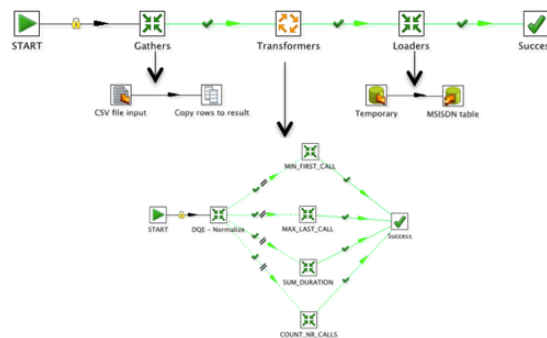 START
Gathers
Transformers
Loaders
Success
CSV file input
Copy rows to result
Temporary
MSISDN table
MIN_FIRST_CALL
START
DQE - Normalize
MAX_LAST_CALL
Success
SUM_DURATION
COUNT_NR_CALLS